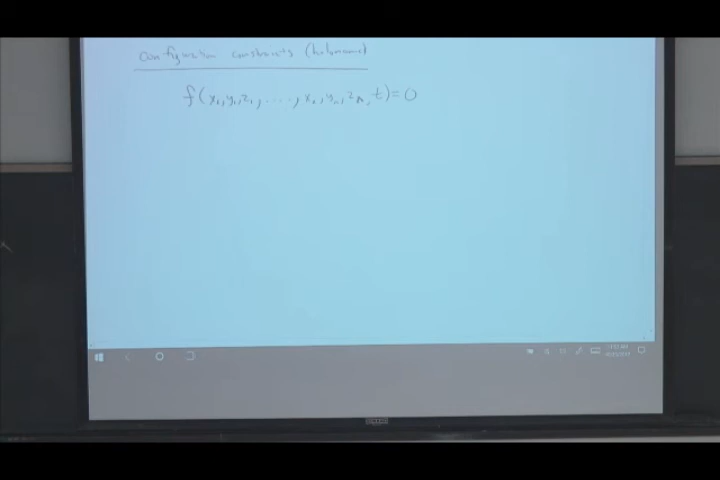 Configuration constraints (holonomic)
f(x₁,y₁,z₁,....,xₙ,yₙ,zₙ,t)=0